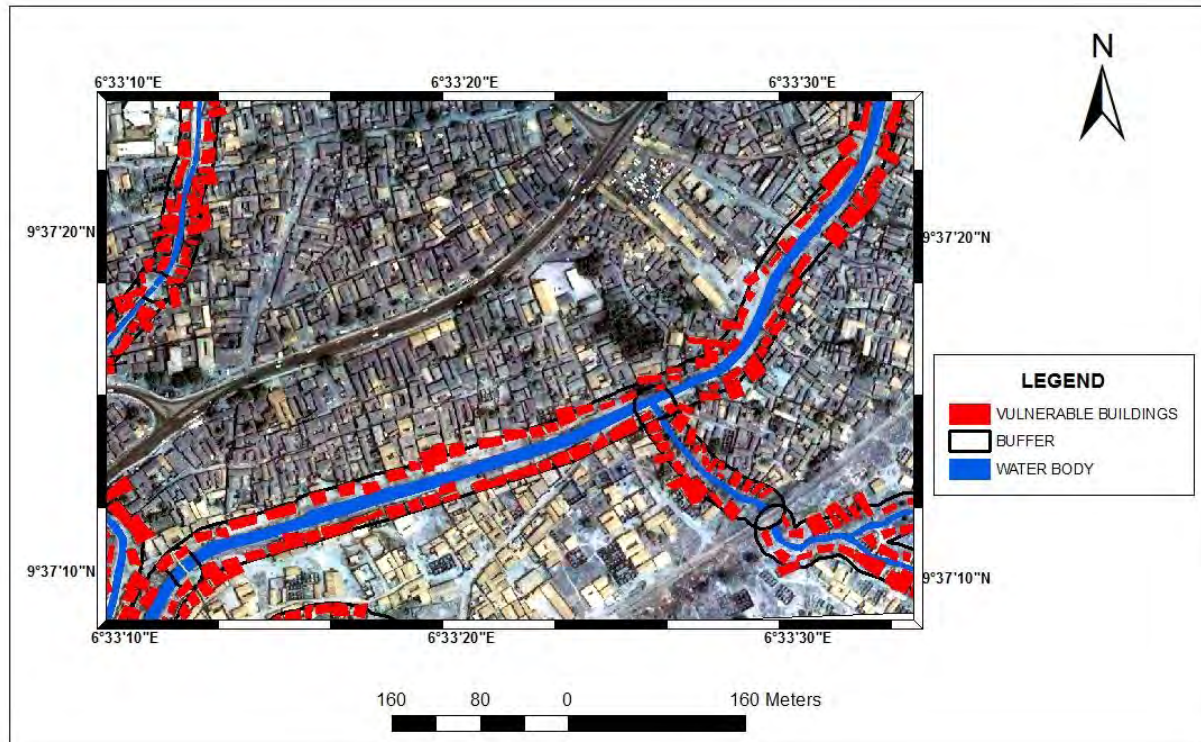 N
6°33'10"E 6°33'20"E 6°33'30"E
9°37'20"N 9°37'20"N
LEGEND
VULNERABLE BUILDINGS
BUFFER
WATER BODY
9°37'10"N 9°37'10"N
6°33'10"E 6°33'20"E 6°33'30"E
160 80 0 160 Meters